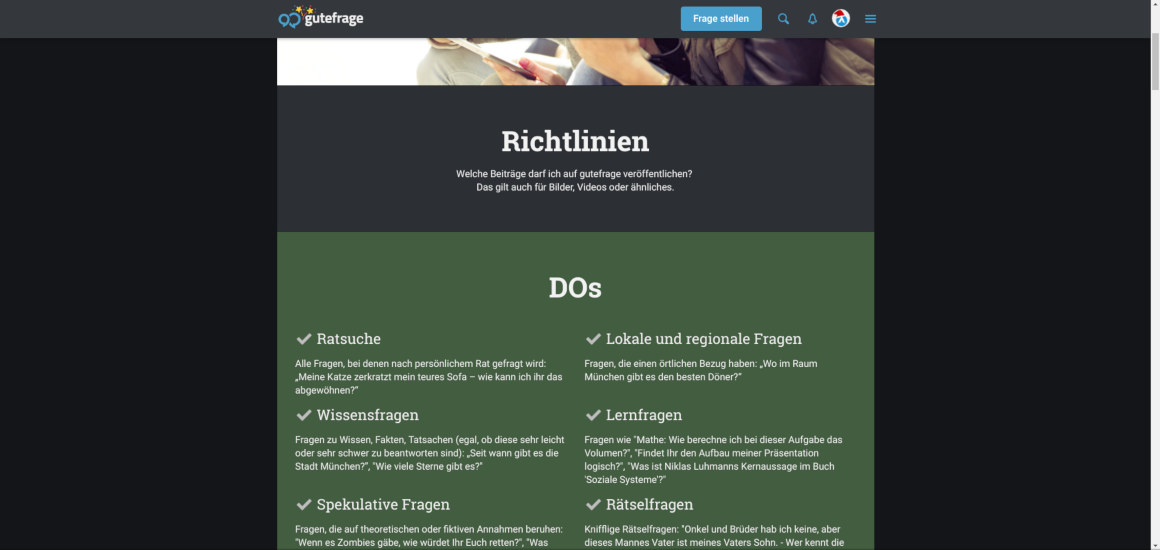 gutefrage
Frage stellen
Richtlinien
Welche Beiträge darf ich auf gutefrage veröffentlichen?
Das gilt auch für Bilder, Videos oder ähnliches.
DOs
Ratsuche
Alle Fragen, bei denen nach persönlichem Rat gefragt wird:
„Meine Katze zerkratzt mein teures Sofa – wie kann ich ihr das
abgewöhnen?“
Lokale und regionale Fragen
Fragen, die einen örtlichen Bezug haben: „Wo im Raum
München gibt es den besten Döner?“
Wissensfragen
Fragen zu Wissen, Fakten, Tatsachen (egal, ob diese sehr leicht
oder sehr schwer zu beantworten sind): „Seit wann gibt es die
Stadt München?“, "Wie viele Sterne gibt es?"
Lernfragen
Fragen wie "Mathe: Wie berechne ich bei dieser Aufgabe das
Volumen?", "Findet Ihr den Aufbau meiner Präsentation
logisch?", "Was ist Niklas Luhmanns Kernaussage im Buch
'Soziale Systeme'?"
Spekulative Fragen
Fragen, die auf theoretischen oder fiktiven Annahmen beruhen:
"Wenn es Zombies gäbe, wie würdet Ihr Euch retten?", "Was
Rätselfragen
Knifflige Rätselfragen: "Onkel und Brüder hab ich keine, aber
dieses Mannes Vater ist meines Vaters Sohn. - Wer kennt die